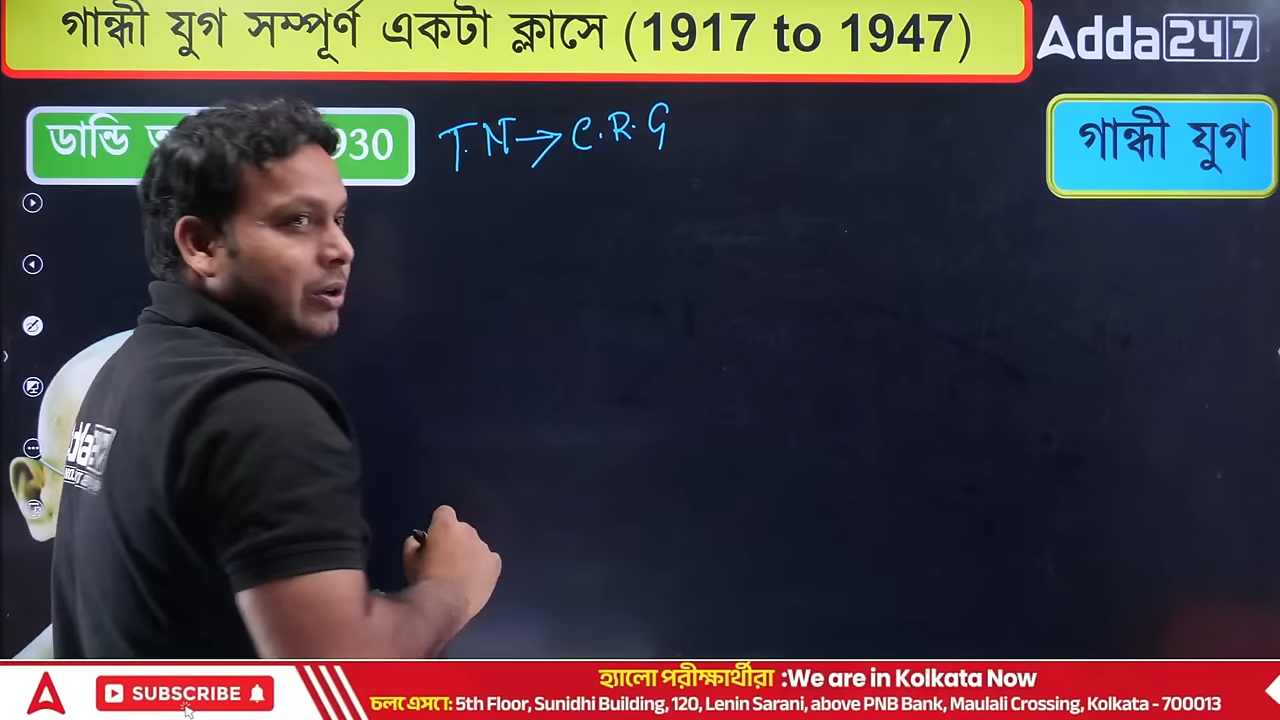 গান্ধী যুগ সম্পূর্ণ একটা ক্লাসে (1917 to 1947)
Adda247
ডান্ডি
930
T.N→C.R.G
গান্ধী যুগ
SUBSCRIBE
হ্যালো পরীক্ষার্থীরা :We are in Kolkata Now
চলে এসো: 5th Floor, Sunidhi Building, 120, Lenin Sarani, above PNB Bank, Maulali Crossing, Kolkata - 700013